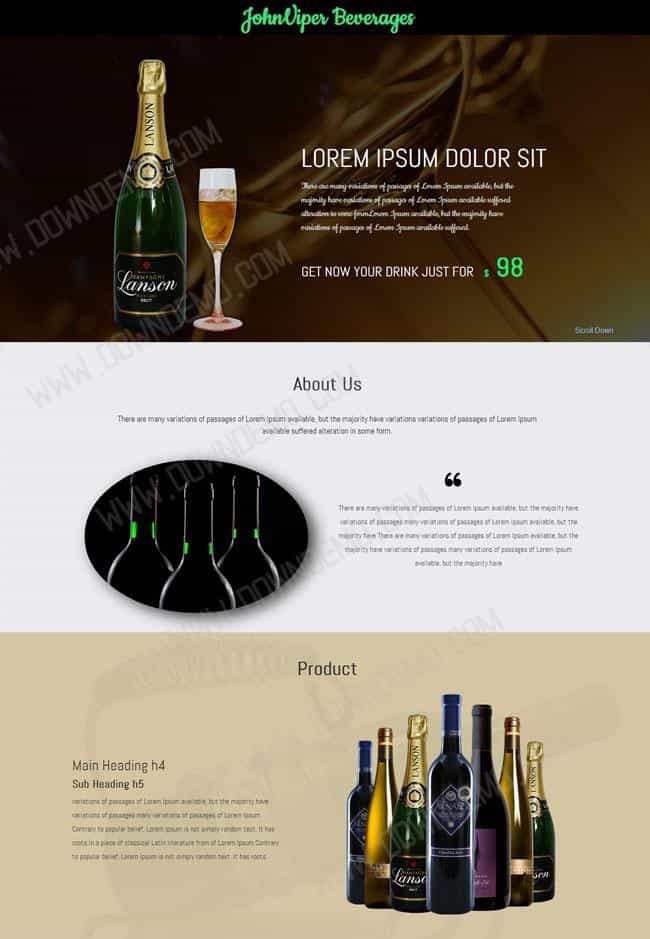 JohnViper Beverages
LANSON
CHAMPAGNE
Lanson
BRUT
LOREM IPSUM DOLOR SIT
There are many variations of passages of Lorem Ipsum available, but the
majority have variations of passages of Lorem Ipsum available suffered
alteration in some form.Lorem Ipsum available, but the majority have
variations of passages of Lorem Ipsum available suffered.
GET NOW YOUR DRINK JUST FOR $ 98
Scroll Down
WWW.DOWNDEMO.COM
About Us
There are many variations of passages of Lorem Ipsum available, but the majority have variations variations of passages of Lorem Ipsum
available suffered alteration in some form.
❝
There are many variations of passages of Lorem Ipsum available, but the majority have
variations of passages many variations of passages of Lorem Ipsum available, but the
majority have There are many variations of passages of Lorem Ipsum available, but the
majority have variations of passages many variations of passages of Lorem Ipsum
available, but the majority have
Product
Main Heading h4
Sub Heading h5
variations of passages of Lorem Ipsum available, but the majority have
variations of passages many variations of passages of Lorem Ipsum
Contrary to popular belief, Lorem Ipsum is not simply random text. It has
roots in a piece of classical Latin literature from of Lorem Ipsum
Contrary to popular belief, Lorem Ipsum is not simply random text. It has roots
LANSON
Lanson
LANSON
Lanson